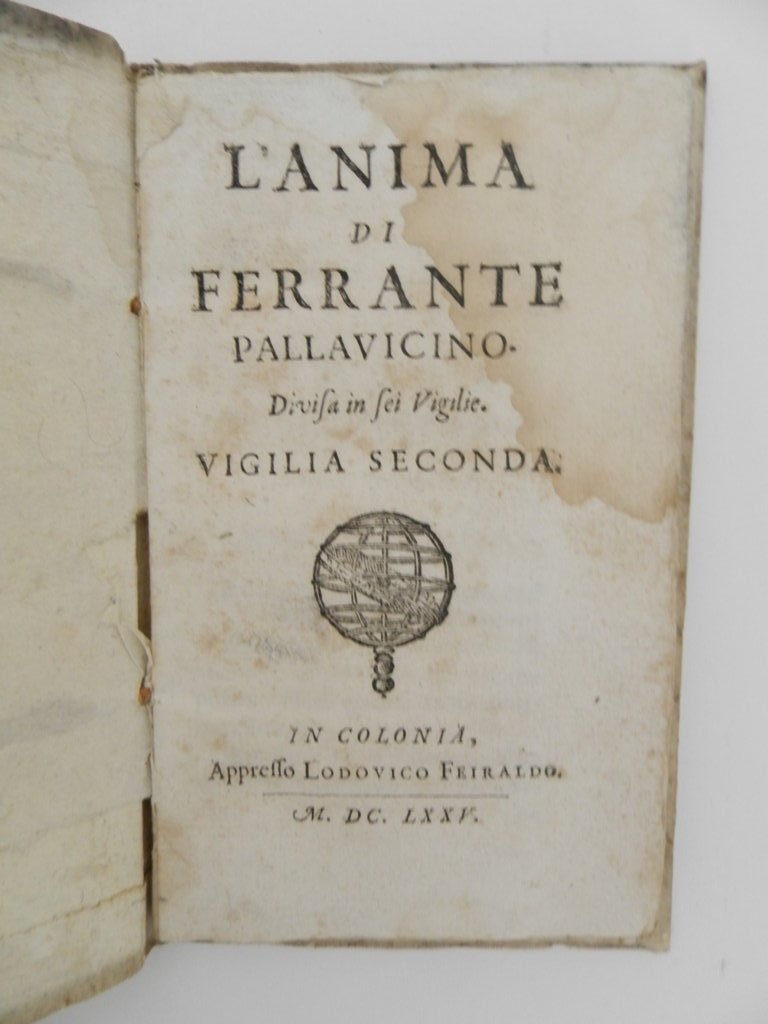 L'ANIMA
DI
FERRANTE
PALLAVICINO.
Diviſa in ſei Vigilie.
VIGILIA SECONDA.
IN COLONIA,
Appreſſo LODOVICO FEIRALDO.
M. DC. LXXV.